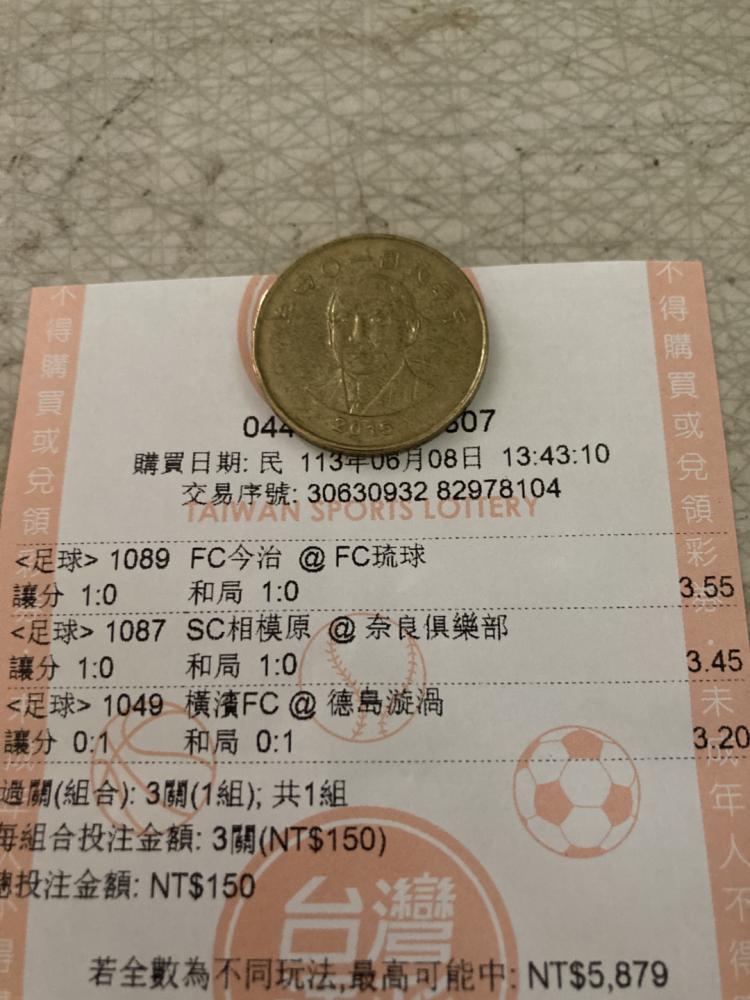 044 807
購買日期: 民 113年06月08日 13:43:10
交易序號: 30630932 82978104
TAIWAN SPORTS LOTTERY
<足球> 1089 FC今治 @ FC琉球
讓分 1:0 和局 1:0 3.55
<足球> 1087 SC相模原 @ 奈良俱樂部
讓分 1:0 和局 1:0 3.45
<足球> 1049 橫濱FC @ 德島漩渦
讓分 0:1 和局 0:1 3.20
過關(組合): 3關(1組); 共1組
每組合投注金額: 3關(NT$150)
總投注金額: NT$150
台灣
若全數為不同玩法,最高可能中: NT$5,879
不得購買或兌領
不得購買或兌領彩券.未成年人不得
2015